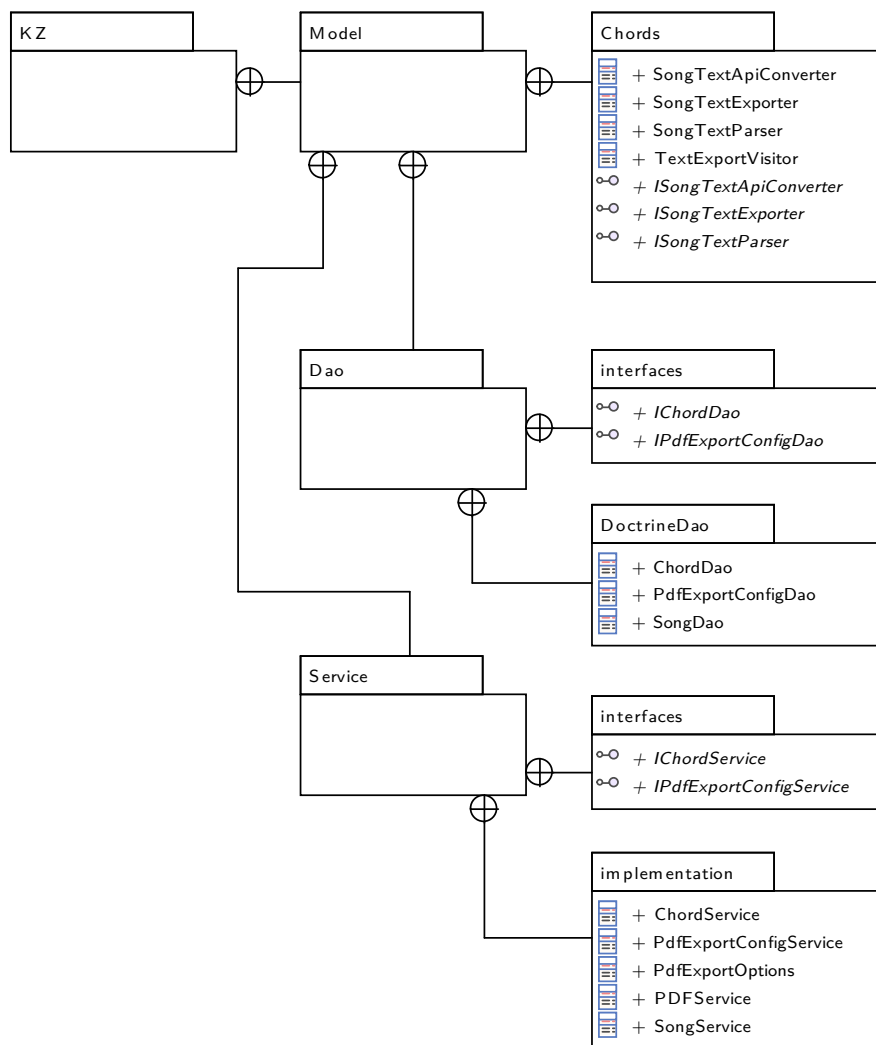 KZ
Model
Chords
+ SongTextApiConverter
+ SongTextExporter
+ SongTextParser
+ TextExportVisitor
+ ISongTextApiConverter
+ ISongTextExporter
+ ISongTextParser
Dao
interfaces
+ IChordDao
+ IPdfExportConfigDao
DoctrineDao
+ ChordDao
+ PdfExportConfigDao
+ SongDao
Service
interfaces
+ IChordService
+ IPdfExportConfigService
implementation
+ ChordService
+ PdfExportConfigService
+ PdfExportOptions
+ PDFService
+ SongService